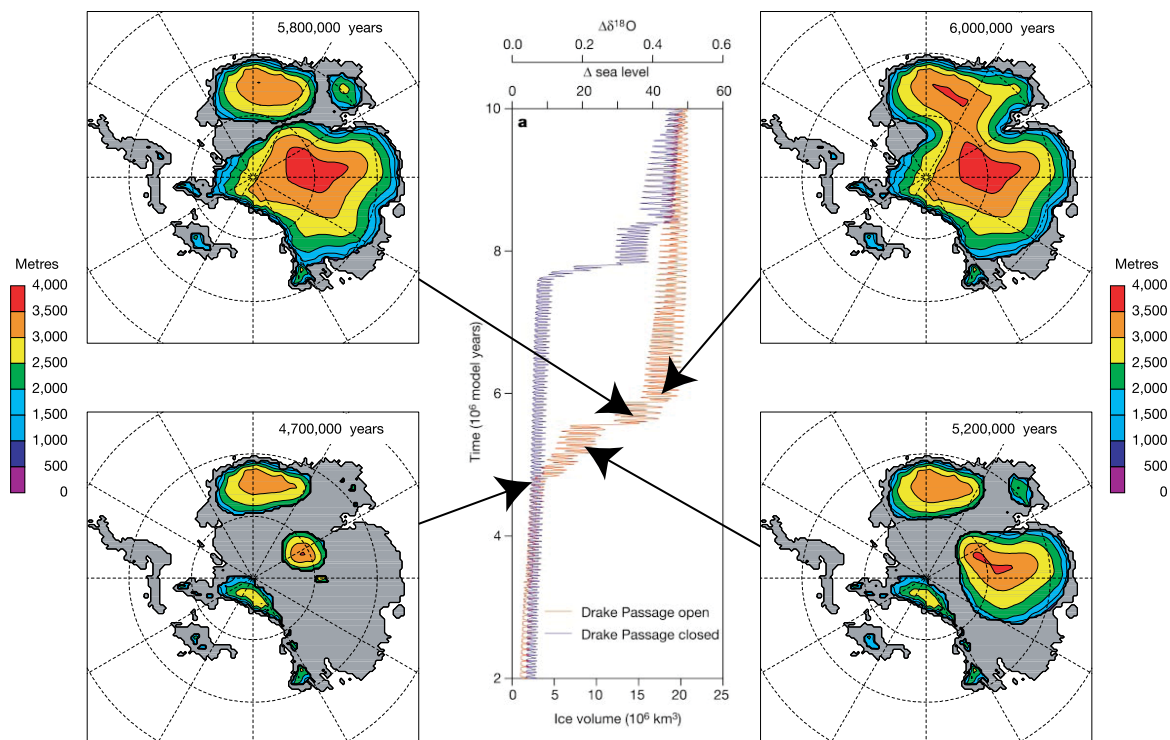 5,800,000 years
Δδ¹⁸O
0.0 0.2 0.4 0.6
Δ sea level
0 30 60
6,000,000 years
a
10
8
6
4
2
Time (10⁶ model years)
Metres
4,000
3,500
3,000
2,500
2,000
1,500
1,000
500
0
Metres
4,000
3,500
3,000
2,500
2,000
1,500
1,000
500
0
4,700,000 years
5,200,000 years
Drake Passage open
Drake Passage closed
0 5 10 15 20 25
Ice volume (10⁶ km³)